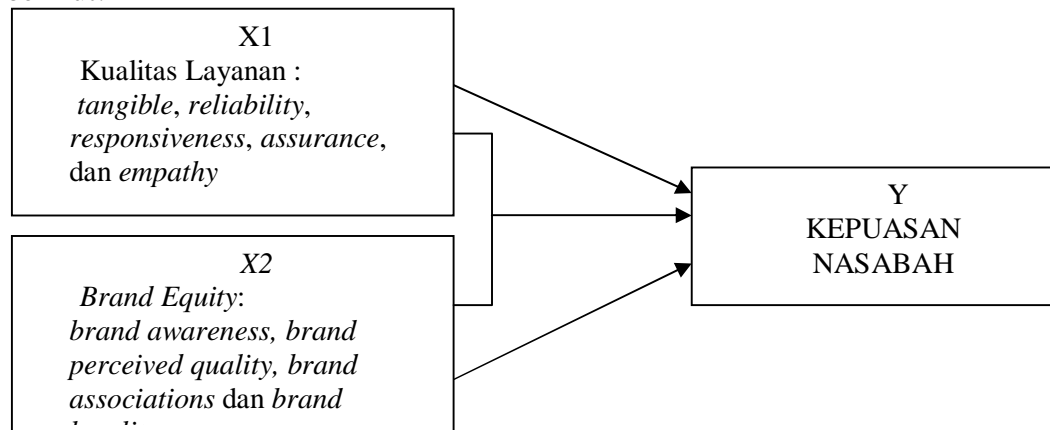 X1
Kualitas Layanan :
tangible, reliability,
responsiveness, assurance,
dan empathy
X2
Brand Equity:
brand awareness, brand
perceived quality, brand
associations dan brand
Y
KEPUASAN
NASABAH